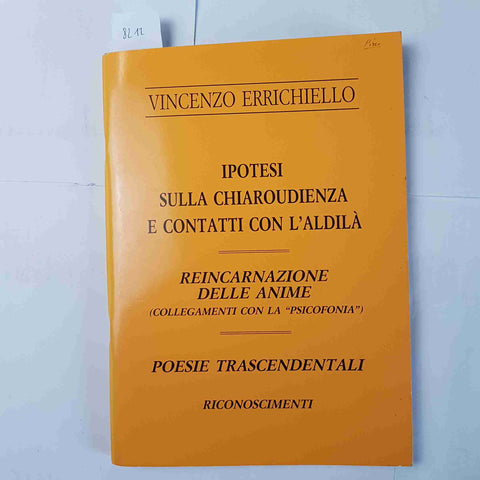 8212
VINCENZO ERRICHIELLO
IPOTESI
SULLA CHIAROUDIENZA
E CONTATTI CON L'ALDILÀ
REINCARNAZIONE
DELLE ANIME
(COLLEGAMENTI CON LA "PSICOFONIA")
POESIE TRASCENDENTALI
RICONOSCIMENTI